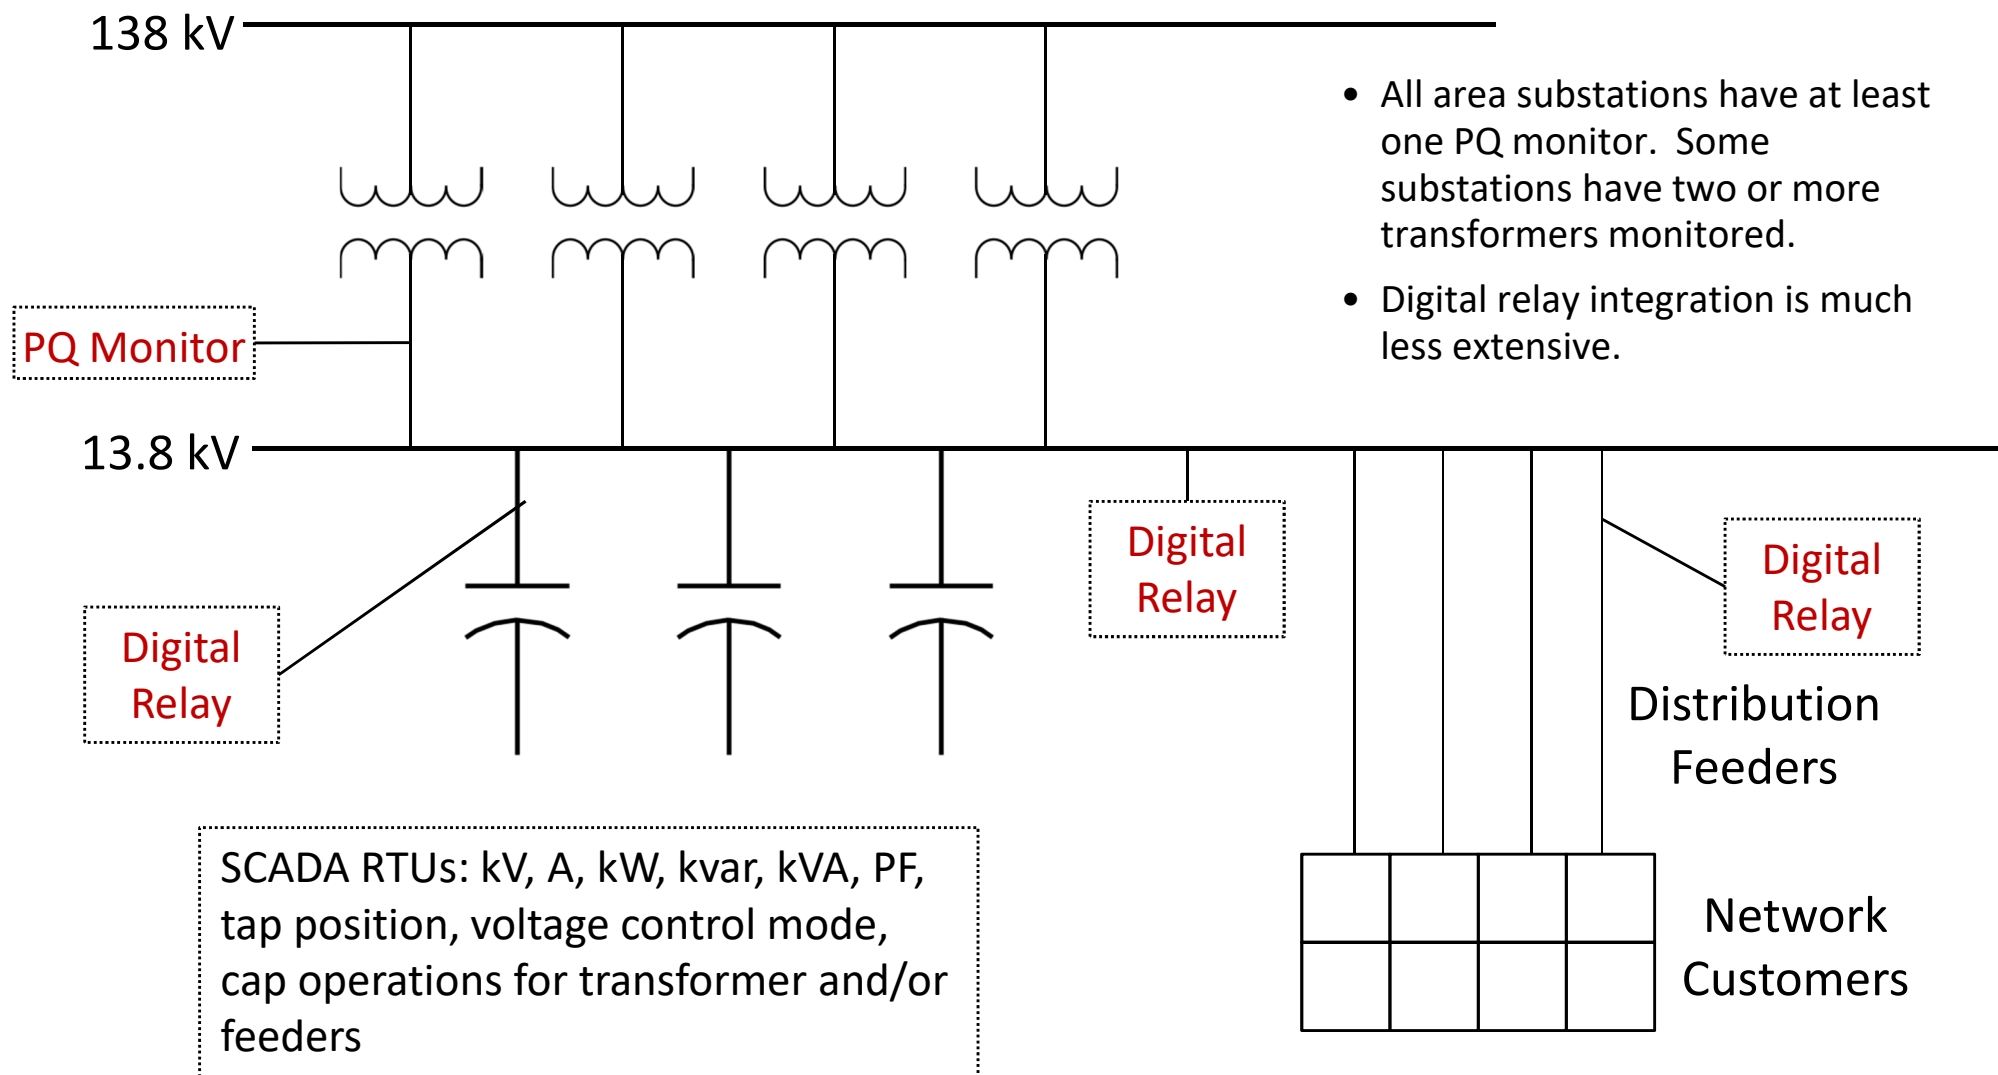 138 kV
• All area substations have at least
one PQ monitor.  Some
substations have two or more
transformers monitored.
• Digital relay integration is much
less extensive.
PQ Monitor
13.8 kV
Digital
Relay
Digital
Relay
Digital
Relay
Distribution
Feeders
SCADA RTUs: kV, A, kW, kvar, kVA, PF,
tap position, voltage control mode,
cap operations for transformer and/or
feeders
Network
Customers